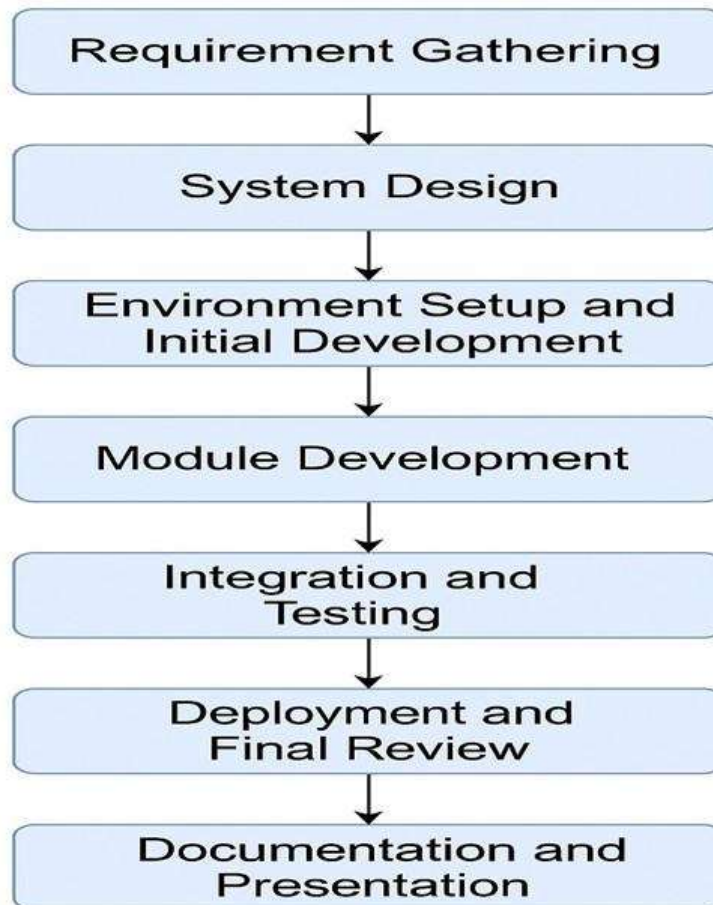 Requirement Gathering
System Design
Environment Setup and
Initial Development
Module Development
Integration and
Testing
Deployment and
Final Review
Documentation and
Presentation